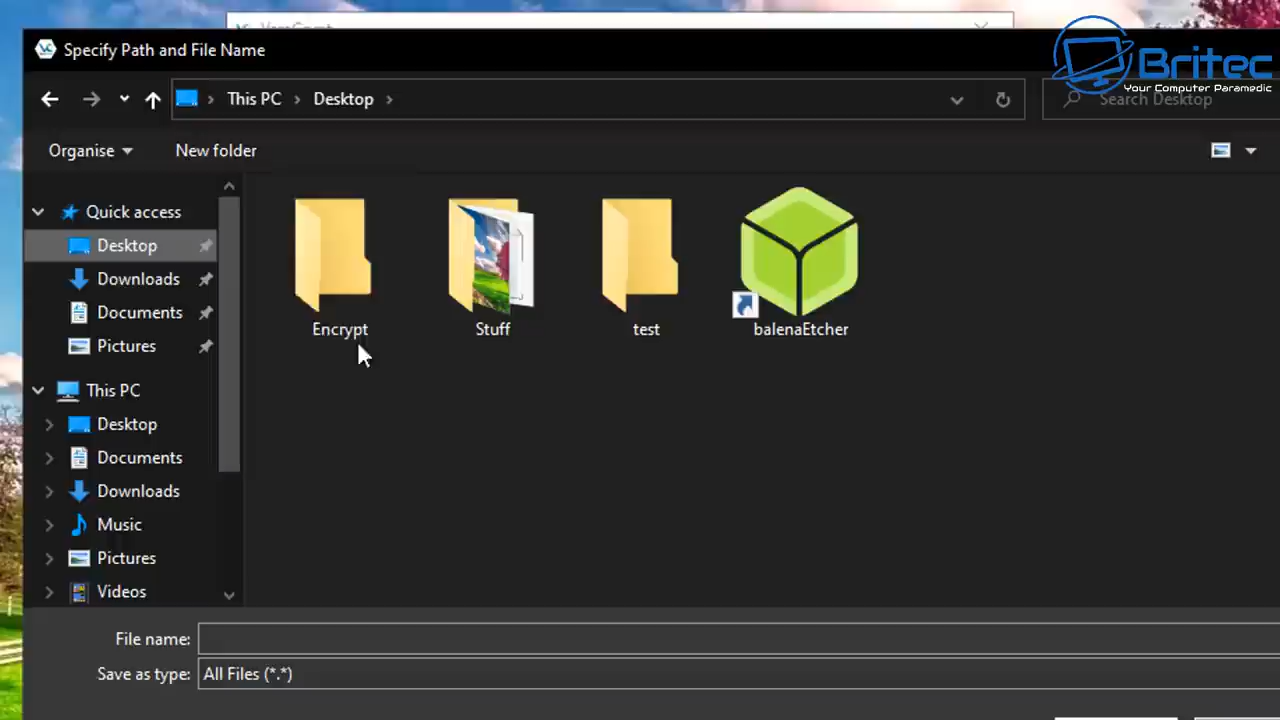 VeraCrypt
Specify Path and File Name
Britec
Your Computer Paramedic
This PC > Desktop >
Search Desktop
Organise
New folder
Quick access
Desktop
Downloads
Documents
Pictures
This PC
Desktop
Documents
Downloads
Music
Pictures
Videos
Encrypt
Stuff
test
balenaEtcher
File name:
Save as type: All Files (*.*)